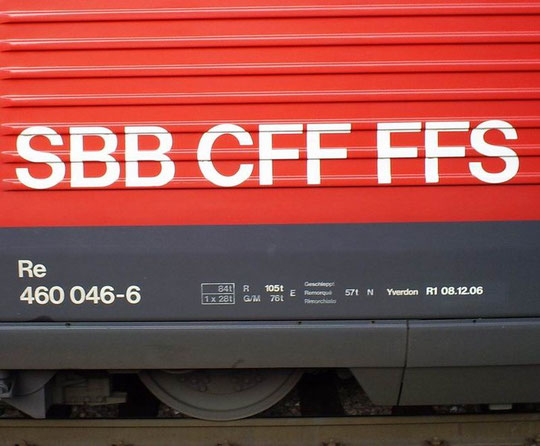 SBB CFF FFS
Re
460 046-6
84t R 105t E Geschleppt 57t N Yverdon R1 08.12.06
1 x 28t G/M 76t Remorquée
Rimorchiato